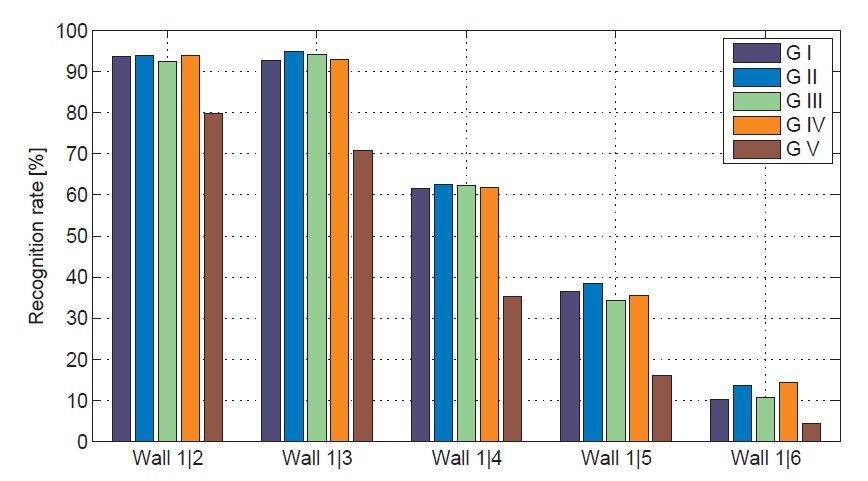 Recognition rate [%]
100
90
80
70
60
50
40
30
20
10
0
Wall 1|2
Wall 1|3
Wall 1|4
Wall 1|5
Wall 1|6
G I
G II
G III
G IV
G V